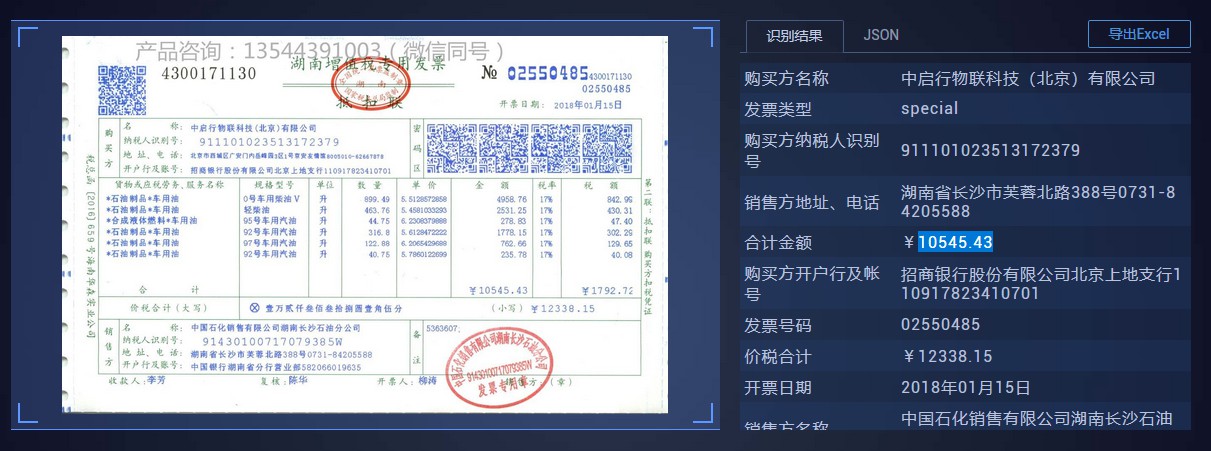 产品咨询：13544391003（微信同号）
4300171130
湖南增值税专用发票
抵扣联
全国统一发票监制章
湖南
国家税务总局监制
№ 02550485
4300171130
02550485
开票日期： 2018年01月15日
税总函〔2016〕659号海南华森实业公司
购买方
名 称： 中启行物联科技(北京)有限公司
纳税人识别号： 911101023513172379
地 址、电 话：
开户行及账号： 招商银行股份有限公司北京上地支行110917823410701
密码区
货物或应税劳务、服务名称 规格型号 单位 数 量 单 价 金 额 税率 税 额
*石油制品*车用油 0号车用柴油Ⅴ 升 899.49 5.5128572858 4958.76 17% 842.99
*石油制品*车用油 轻柴油 升 463.76 5.4581033293 2531.25 17% 430.31
*合成液体燃料*车用油 95号车用汽油 升 44.75 6.2308379888 278.83 17% 47.40
*石油制品*车用油 92号车用汽油 升 316.8 5.6128472222 1778.15 17% 302.29
*石油制品*车用油 97号车用汽油 升 122.88 6.2065429688 762.66 17% 129.65
*石油制品*车用油 92号车用汽油 升 40.75 5.7860122699 235.78 17% 40.08
合 计 ￥10545.43 ￥1792.72
价税合计（大写） ⊗ 壹万贰仟叁佰叁拾捌圆壹角伍分 （小写）￥12338.15
第二联：抵扣联 购买方扣税凭证
销售方
名 称： 中国石化销售有限公司湖南长沙石油分公司
纳税人识别号： 91430100717079385W
地 址、电 话： 湖南省长沙市芙蓉北路388号0731-84205588
开户行及账号： 中国银行湖南省分行营业部582066019635
备注
5363607;
中国石化销售有限公司湖南长沙石油分公司
91430100717079385W
发票专用章
收款人：李芳 复核：陈华 开票人：柳涛 销售方：（章）
识别结果 JSON 导出Excel
购买方名称 中启行物联科技（北京）有限公司
发票类型 special
购买方纳税人识别号 911101023513172379
销售方地址、电话 湖南省长沙市芙蓉北路388号0731-84205588
合计金额 ￥10545.43
购买方开户行及帐号 招商银行股份有限公司北京上地支行110917823410701
发票号码 02550485
价税合计 ￥12338.15
开票日期 2018年01月15日
销售方名称 中国石化销售有限公司湖南长沙石油